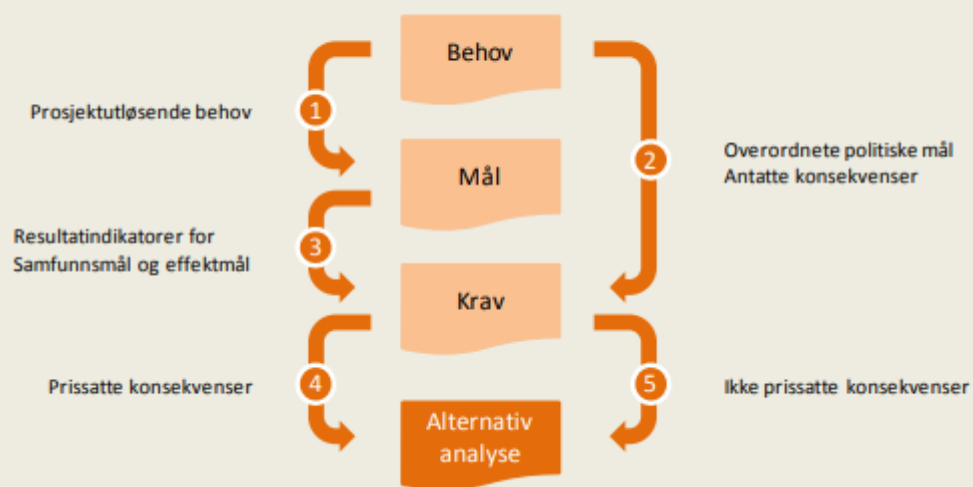 Behov
Prosjektutløsende behov
1
2
Overordnete politiske mål
Antatte konsekvenser
Mål
Resultatindikatorer for
Samfunnsmål og effektmål
3
Krav
Prissatte konsekvenser
4
5
Ikke prissatte konsekvenser
Alternativ
analyse